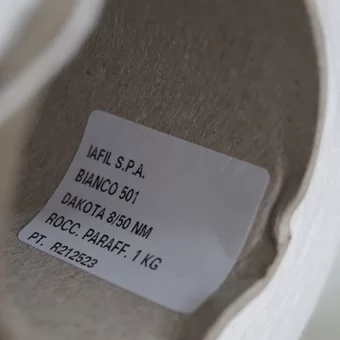 IAFIL S.P.A.
BIANCO 501
DAKOTA 8/50 NM
ROCC. PARAFF. 1 KG
PT. R212523